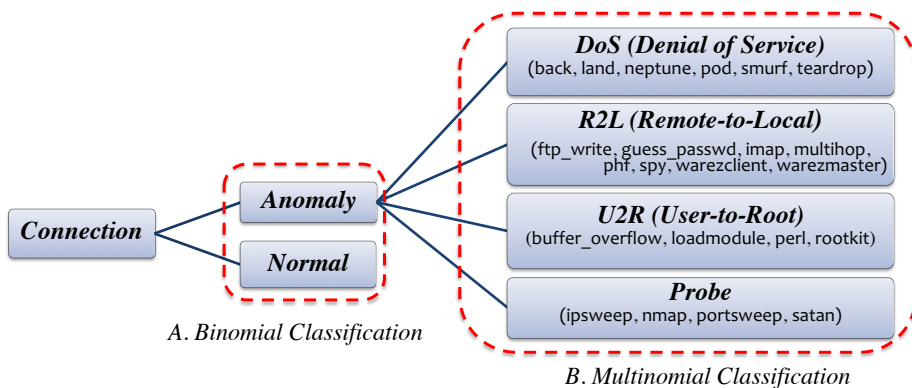 Connection
Anomaly
Normal
A. Binomial Classification
DoS (Denial of Service)
(back, land, neptune, pod, smurf, teardrop)
R2L (Remote-to-Local)
(ftp_write, guess_passwd, imap, multihop,
phf, spy, warezclient, warezmaster)
U2R (User-to-Root)
(buffer_overflow, loadmodule, perl, rootkit)
Probe
(ipsweep, nmap, portsweep, satan)
B. Multinomial Classification